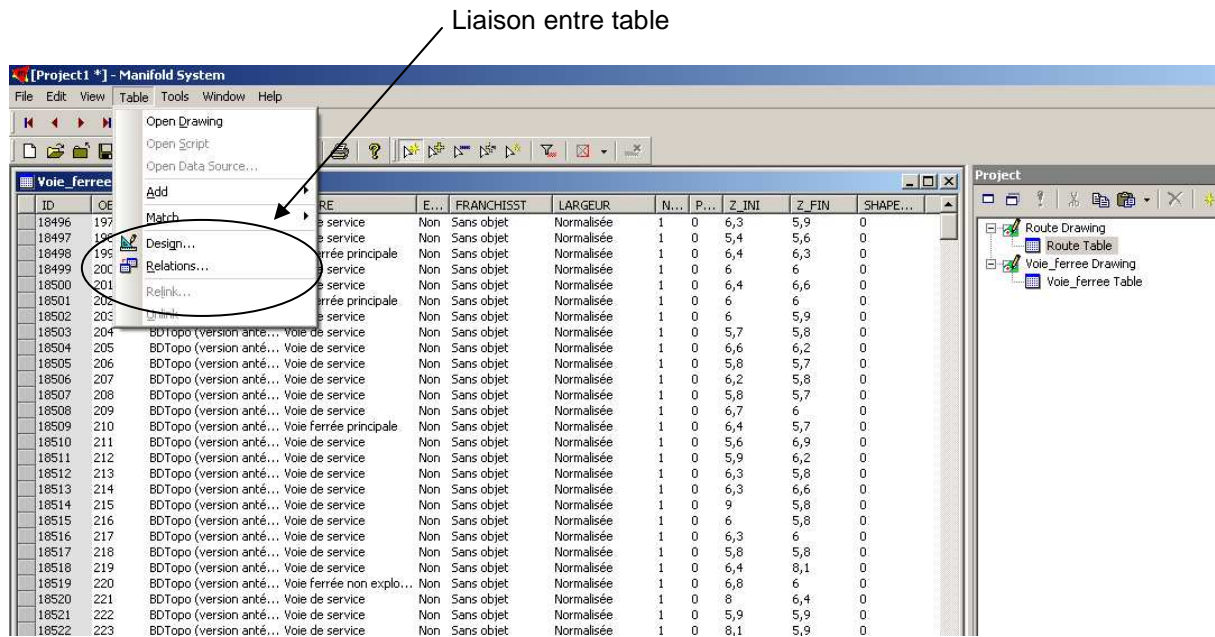 Liaison entre table
[Project1 *] - Manifold System
File Edit View Table Tools Window Help
Open Drawing
Open Script
Open Data Source...
Add
Match
Design...
Relations...
Relink...
Unlink
Voie_ferree
Project
Route Drawing
Route Table
Voie_ferree Drawing
Voie_ferree Table
ID OE RE E... FRANCHISST LARGEUR N... P... Z_INI Z_FIN SHAPE...
18496 197 e service Non Sans objet Normalisée 1 0 6,3 5,9 0
18497 198 e service Non Sans objet Normalisée 1 0 5,4 5,6 0
18498 199 errée principale Non Sans objet Normalisée 1 0 6,4 6,3 0
18499 200 e service Non Sans objet Normalisée 1 0 6 6 0
18500 201 e service Non Sans objet Normalisée 1 0 6,4 6,6 0
18501 202 errée principale Non Sans objet Normalisée 1 0 6 6 0
18502 203 e service Non Sans objet Normalisée 1 0 6 5,9 0
18503 204 BDTopo (version anté... Voie de service Non Sans objet Normalisée 1 0 5,7 5,8 0
18504 205 BDTopo (version anté... Voie de service Non Sans objet Normalisée 1 0 6,6 6,2 0
18505 206 BDTopo (version anté... Voie de service Non Sans objet Normalisée 1 0 5,8 5,7 0
18506 207 BDTopo (version anté... Voie de service Non Sans objet Normalisée 1 0 6,2 5,8 0
18507 208 BDTopo (version anté... Voie de service Non Sans objet Normalisée 1 0 5,8 5,7 0
18508 209 BDTopo (version anté... Voie de service Non Sans objet Normalisée 1 0 6,7 6 0
18509 210 BDTopo (version anté... Voie ferrée principale Non Sans objet Normalisée 1 0 6,4 5,7 0
18510 211 BDTopo (version anté... Voie de service Non Sans objet Normalisée 1 0 5,6 6,9 0
18511 212 BDTopo (version anté... Voie de service Non Sans objet Normalisée 1 0 5,9 6,2 0
18512 213 BDTopo (version anté... Voie de service Non Sans objet Normalisée 1 0 6,3 5,8 0
18513 214 BDTopo (version anté... Voie de service Non Sans objet Normalisée 1 0 6,3 6,6 0
18514 215 BDTopo (version anté... Voie de service Non Sans objet Normalisée 1 0 9 5,8 0
18515 216 BDTopo (version anté... Voie de service Non Sans objet Normalisée 1 0 6 5,8 0
18516 217 BDTopo (version anté... Voie de service Non Sans objet Normalisée 1 0 6,3 6 0
18517 218 BDTopo (version anté... Voie de service Non Sans objet Normalisée 1 0 5,8 5,8 0
18518 219 BDTopo (version anté... Voie de service Non Sans objet Normalisée 1 0 6,4 8,1 0
18519 220 BDTopo (version anté... Voie ferrée non explo... Non Sans objet Normalisée 1 0 6,8 6 0
18520 221 BDTopo (version anté... Voie de service Non Sans objet Normalisée 1 0 8 6,4 0
18521 222 BDTopo (version anté... Voie de service Non Sans objet Normalisée 1 0 5,9 5,9 0
18522 223 BDTopo (version anté... Voie de service Non Sans objet Normalisée 1 0 8,1 5,9 0